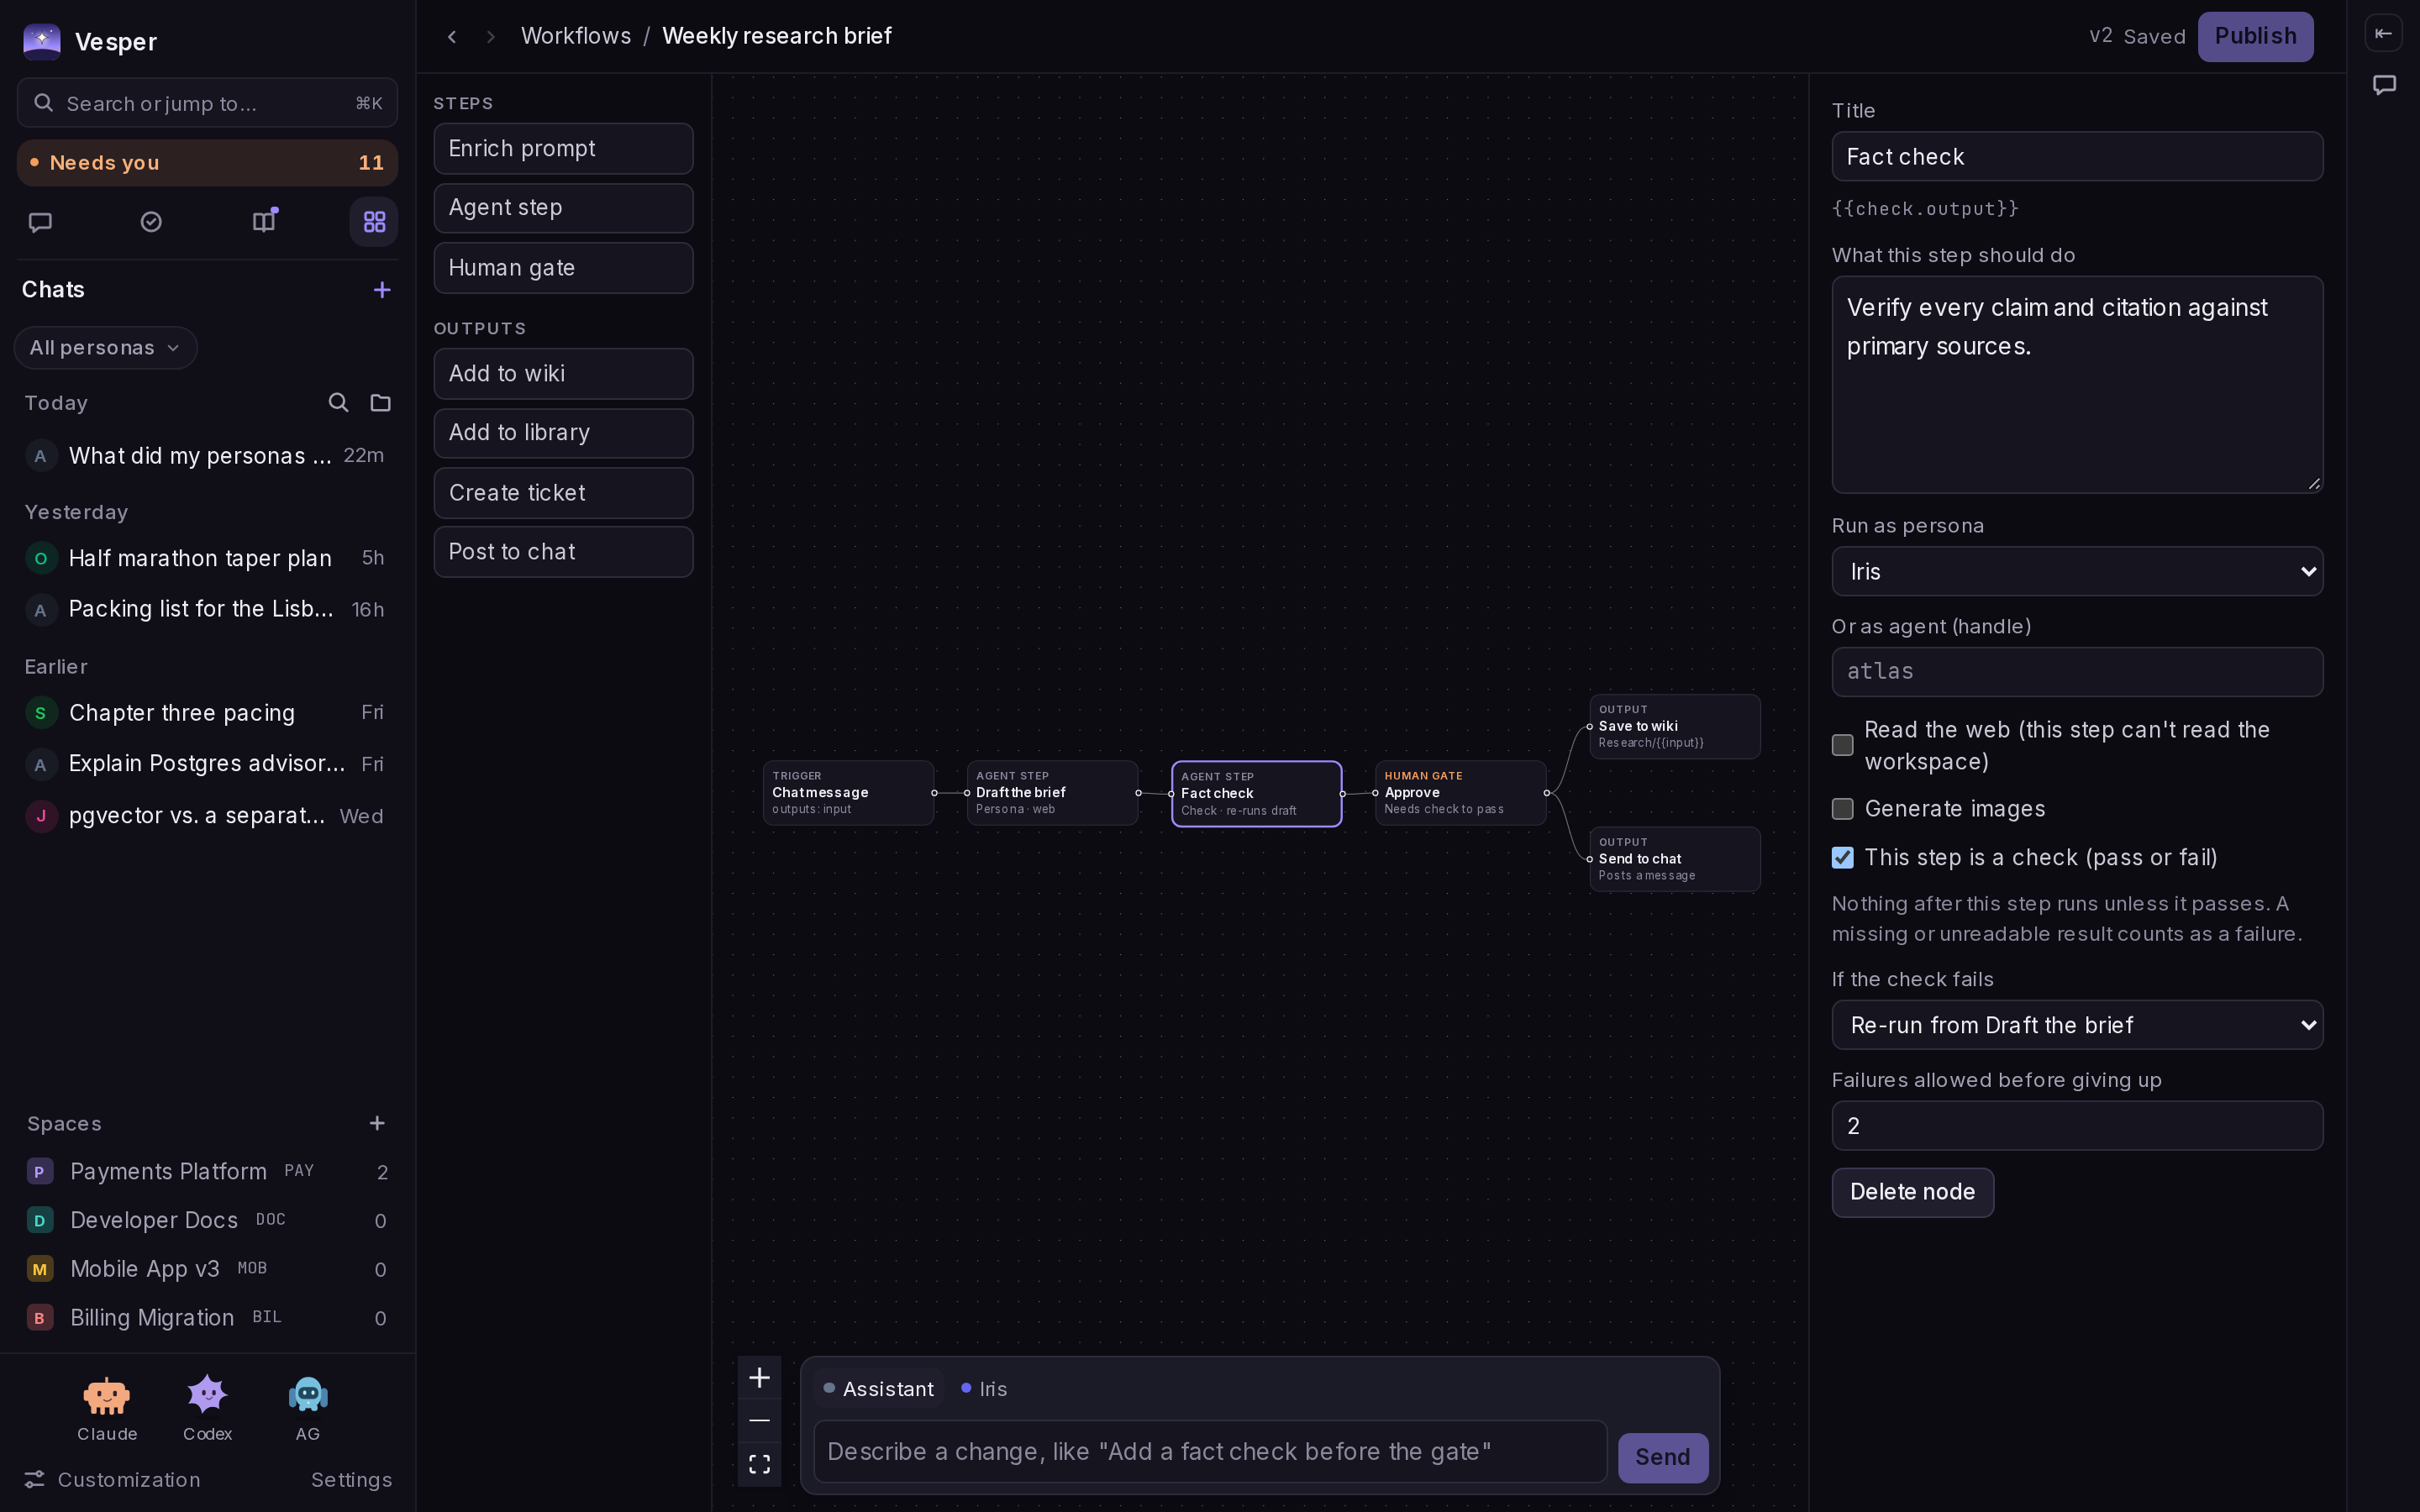 Vesper
Search or jump to... ⌘K
Needs you 11
Chats
All personas
Today
A What did my personas ... 22m
Yesterday
O Half marathon taper plan 5h
A Packing list for the Lisb... 16h
Earlier
S Chapter three pacing Fri
A Explain Postgres advisor... Fri
J pgvector vs. a separat... Wed
Spaces
P Payments Platform PAY 2
D Developer Docs DOC 0
M Mobile App v3 MOB 0
B Billing Migration BIL 0
Claude Codex AG
Customization Settings
Workflows / Weekly research brief
v2 Saved Publish
STEPS
Enrich prompt
Agent step
Human gate
OUTPUTS
Add to wiki
Add to library
Create ticket
Post to chat
TRIGGER
Chat message
outputs: input
AGENT STEP
Draft the brief
Persona · web
AGENT STEP
Fact check
Check · re-runs draft
HUMAN GATE
Approve
Needs check to pass
OUTPUT
Save to wiki
Research/{{input}}
OUTPUT
Send to chat
Posts a message
Assistant Iris
Describe a change, like "Add a fact check before the gate"
Send
Title
Fact check
{{check.output}}
What this step should do
Verify every claim and citation against
primary sources.
Run as persona
Iris
Or as agent (handle)
atlas
Read the web (this step can't read the
workspace)
Generate images
This step is a check (pass or fail)
Nothing after this step runs unless it passes. A
missing or unreadable result counts as a failure.
If the check fails
Re-run from Draft the brief
Failures allowed before giving up
2
Delete node